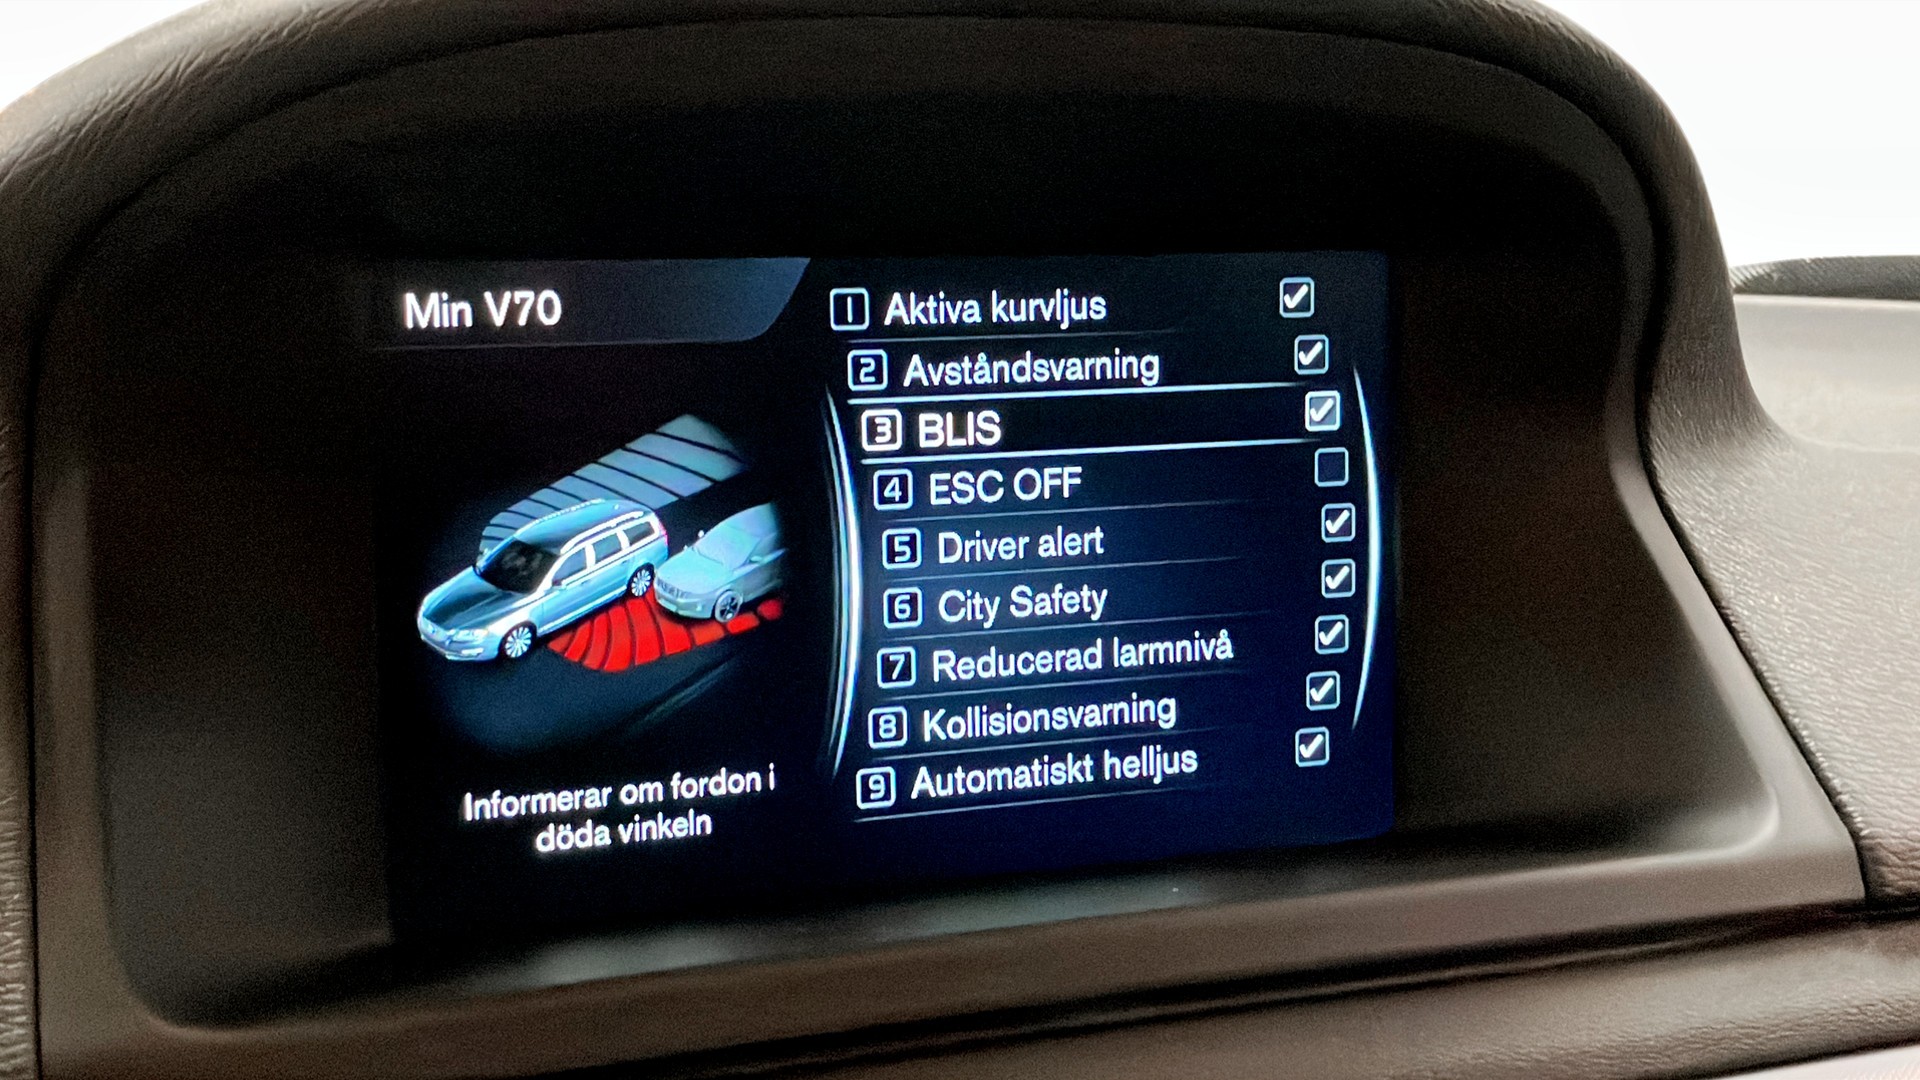 Min V70
1 Aktiva kurvljus
2 Avståndsvarning
3 BLIS
4 ESC OFF
5 Driver alert
6 City Safety
7 Reducerad larmnivå
8 Kollisionsvarning
9 Automatiskt helljus
Informerar om fordon i
döda vinkeln